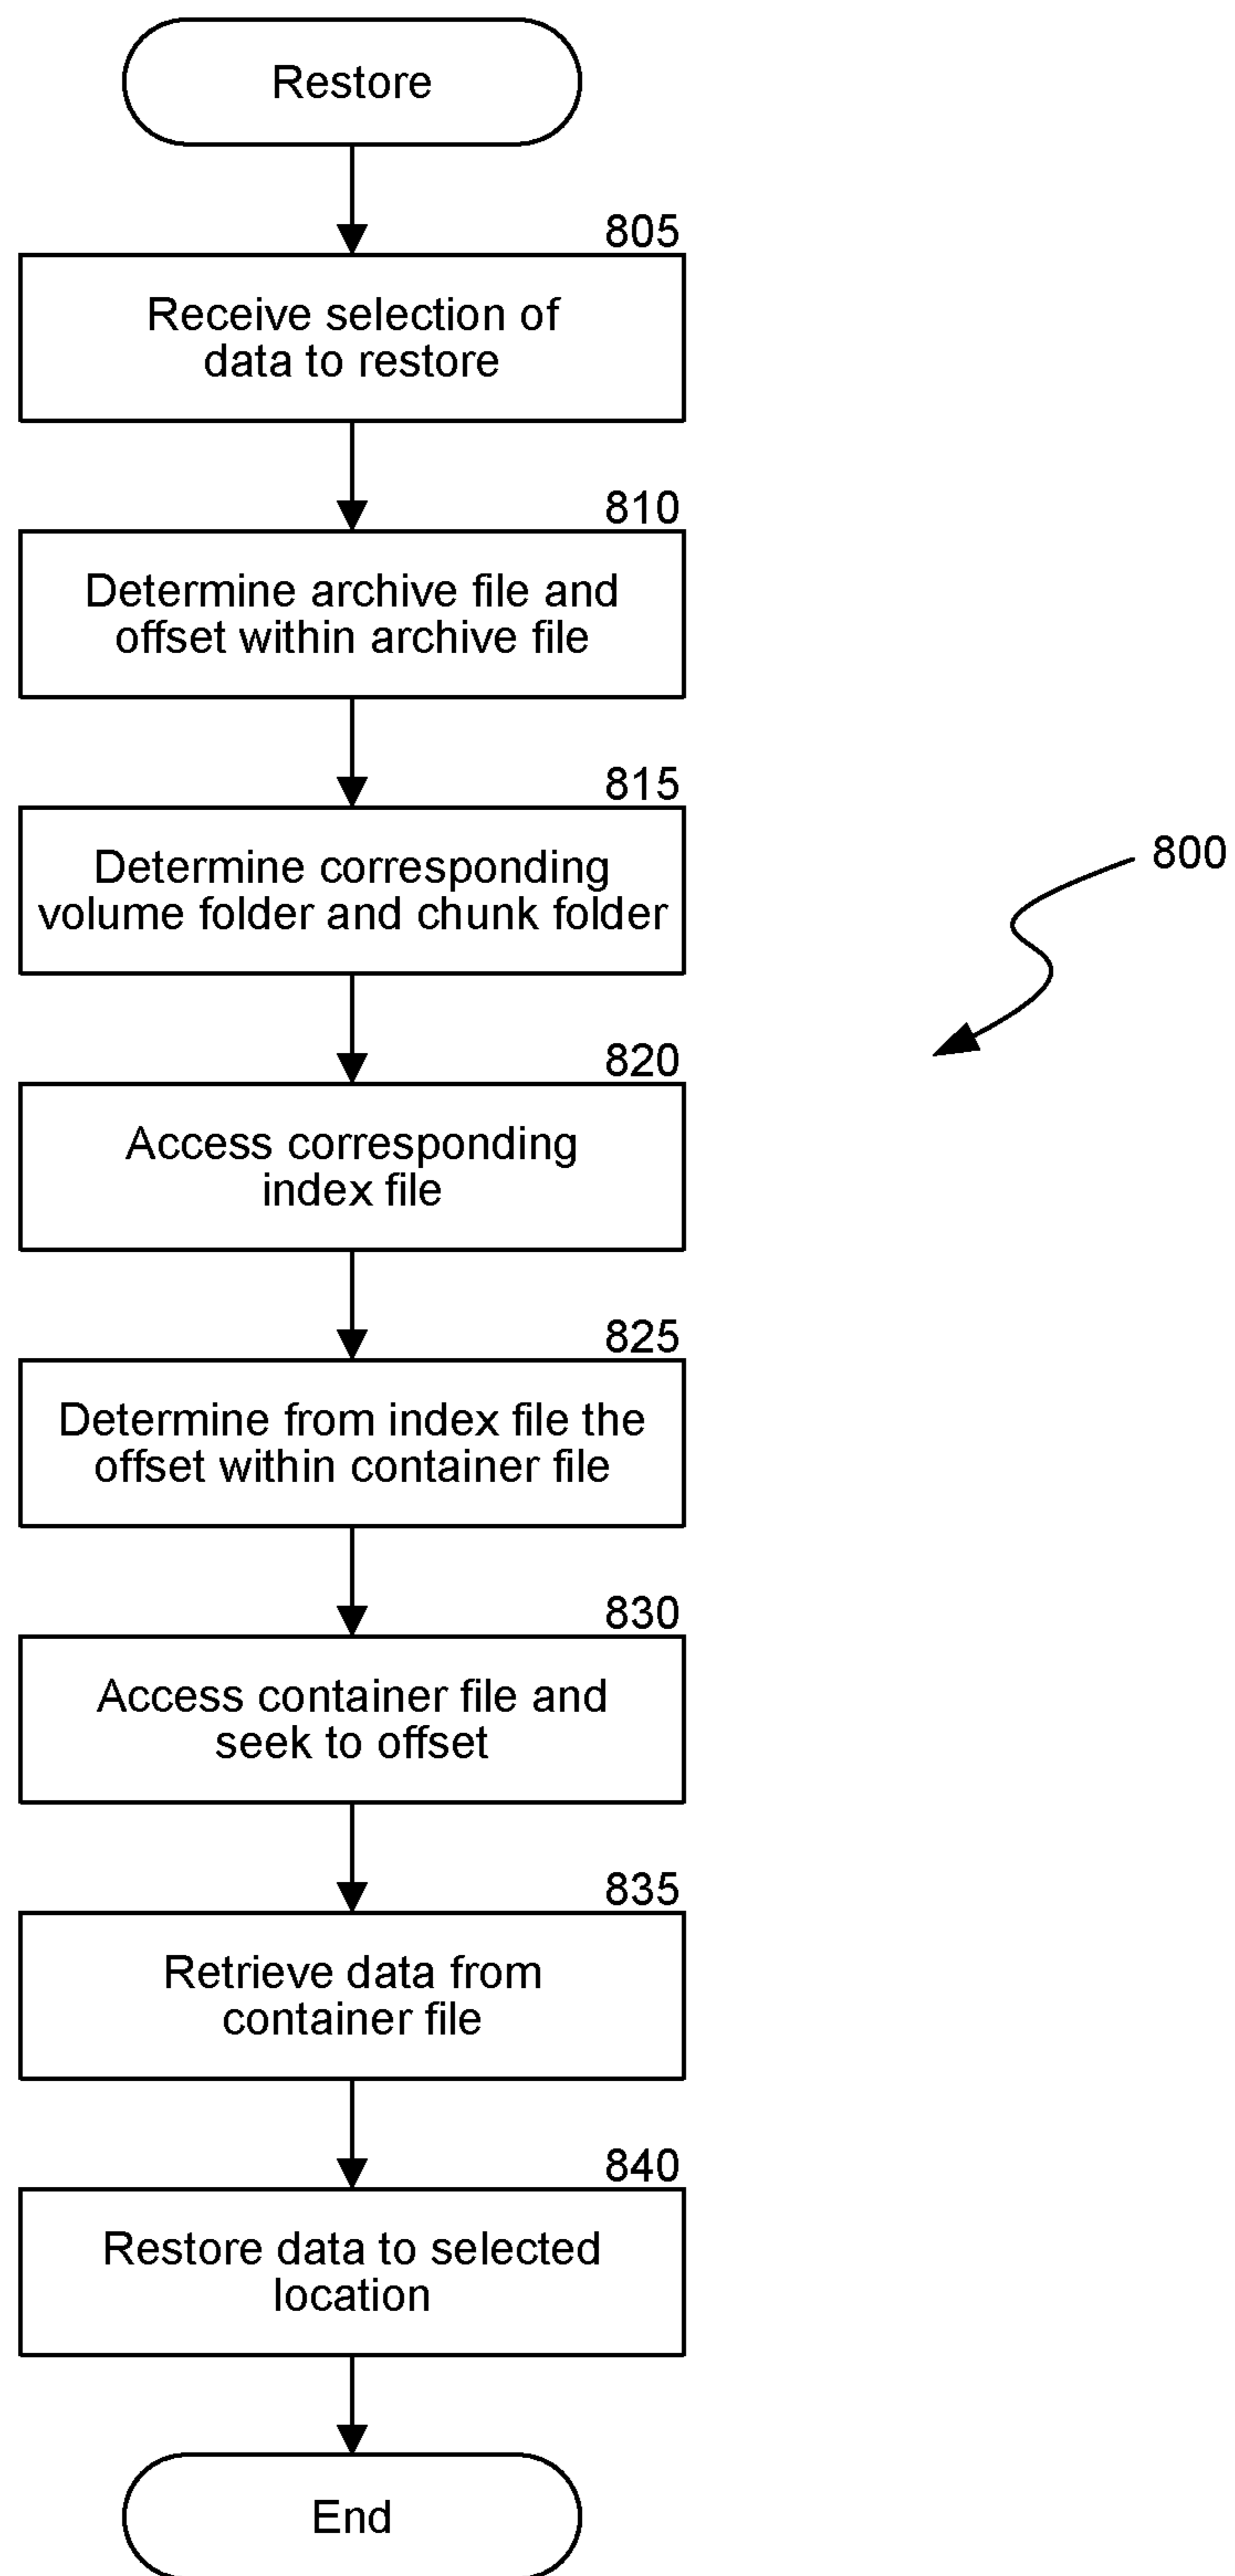 Restore
805
Receive selection of
data to restore
810
Determine archive file and
offset within archive file
815
Determine corresponding
volume folder and chunk folder
800
820
Access corresponding
index file
825
Determine from index file the
offset within container file
830
Access container file and
seek to offset
835
Retrieve data from
container file
840
Restore data to selected
location
End